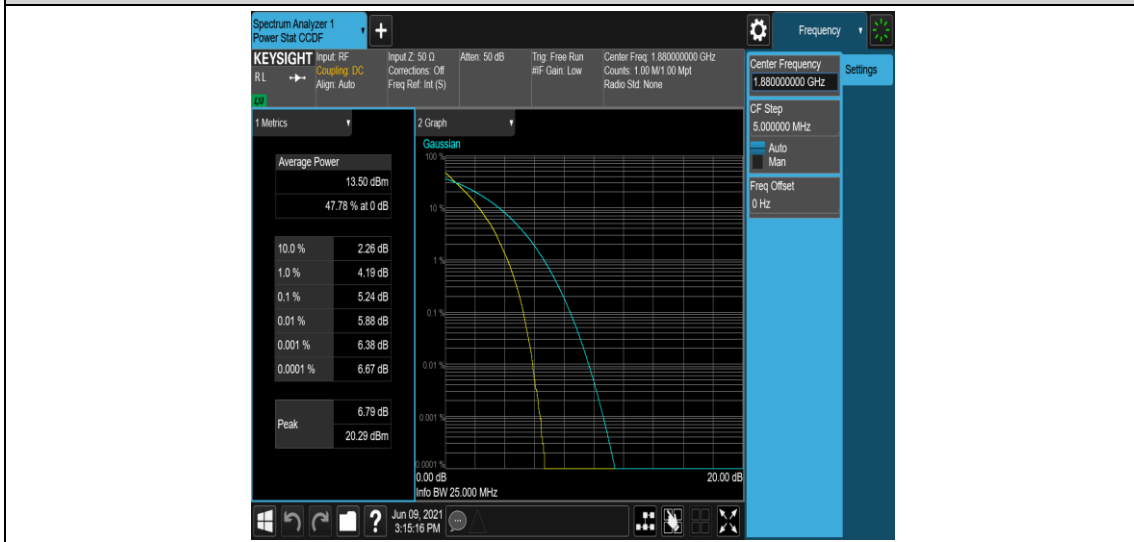 Spectrum Analyzer 1
Power Stat CCDF
+
Frequency
KEYSIGHT
RL
LXI
Input: RF
Coupling: DC
Align: Auto
Input Z: 50 Ω
Corrections: Off
Freq Ref: Int (S)
Atten: 50 dB
Trig: Free Run
#IF Gain: Low
Center Freq: 1.880000000 GHz
Counts: 1.00 M/1.00 Mpt
Radio Std: None
Center Frequency
1.880000000 GHz
Settings
CF Step
5.000000 MHz
Auto
Man
Freq Offset
0 Hz
1 Metrics
Average Power
13.50 dBm
47.78 % at 0 dB
10.0 % 2.26 dB
1.0 % 4.19 dB
0.1 % 5.24 dB
0.01 % 5.88 dB
0.001 % 6.38 dB
0.0001 % 6.67 dB
Peak
6.79 dB
20.29 dBm
2 Graph
Gaussian
100 %
10 %
1 %
0.1 %
0.01 %
0.001 %
0.0001 %
0.00 dB 20.00 dB
Info BW 25.000 MHz
?
Jun 09, 2021
3:15:16 PM